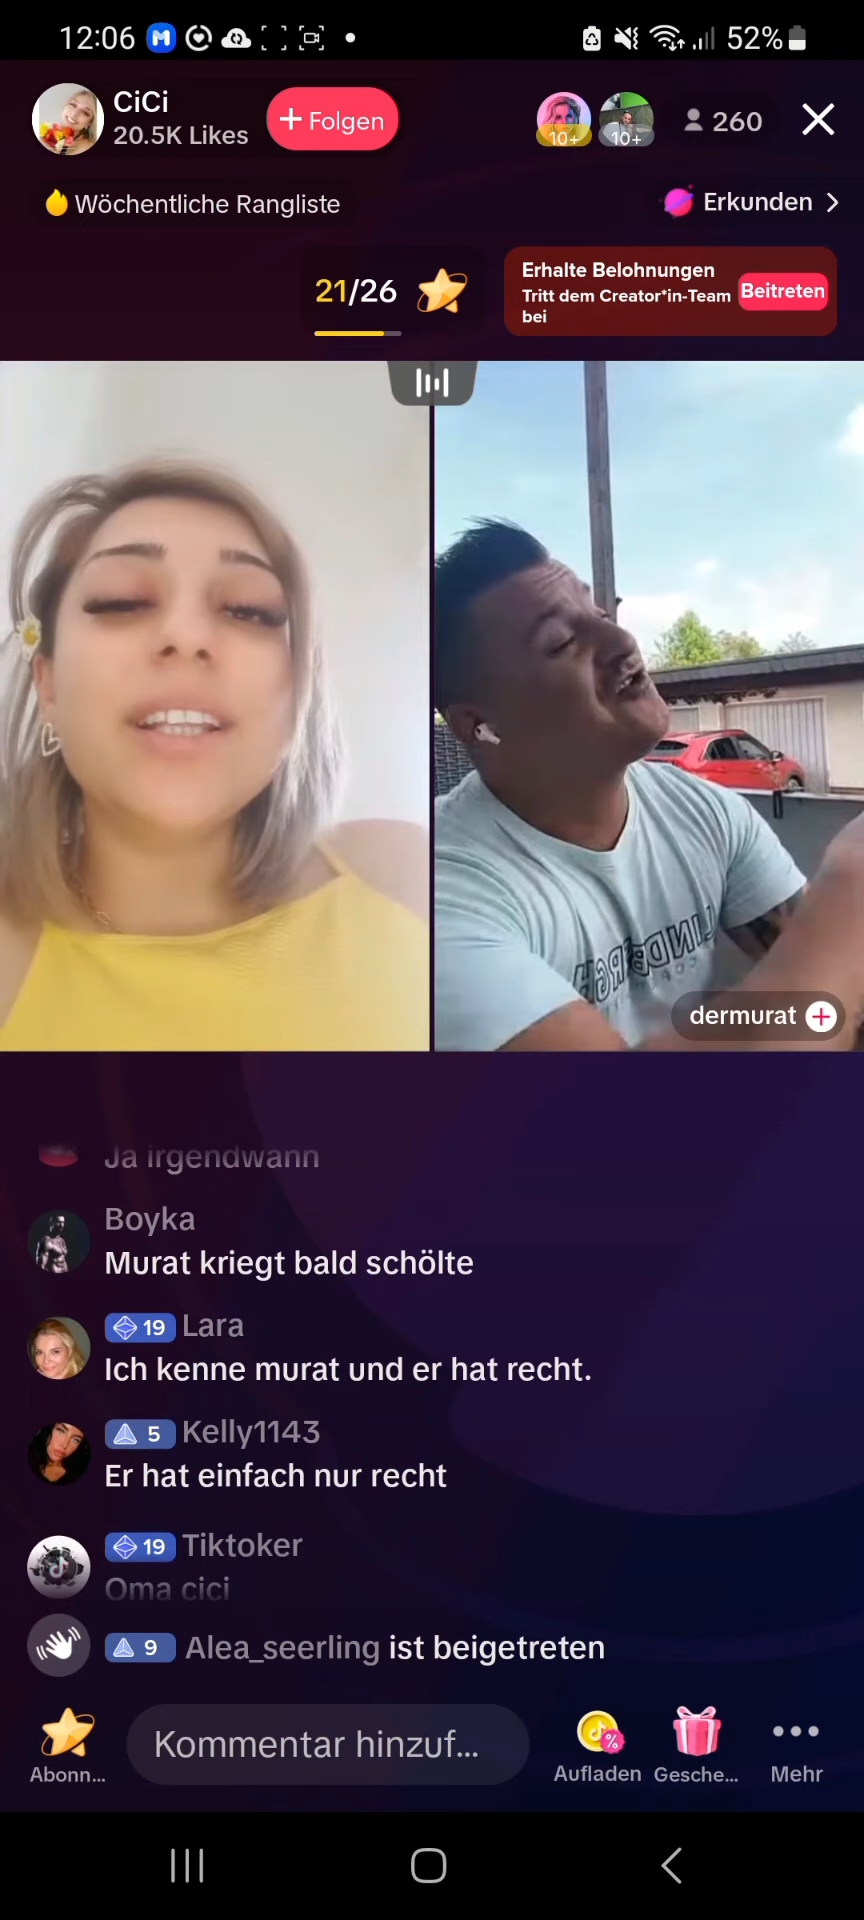 12:06
52%
CiCi
20.5K Likes
+ Folgen
10+
10+
260
Wöchentliche Rangliste
Erkunden >
21/26
Erhalte Belohnungen
Tritt dem Creator*in-Team
bei
Beitreten
LINDBERGH
dermurat +
Ja irgendwann
Boyka
Murat kriegt bald schölte
19 Lara
Ich kenne murat und er hat recht.
5 Kelly1143
Er hat einfach nur recht
19 Tiktoker
Oma cici
9 Alea_seerling ist beigetreten
Abonn...
Kommentar hinzuf...
Aufladen
Gesche...
Mehr